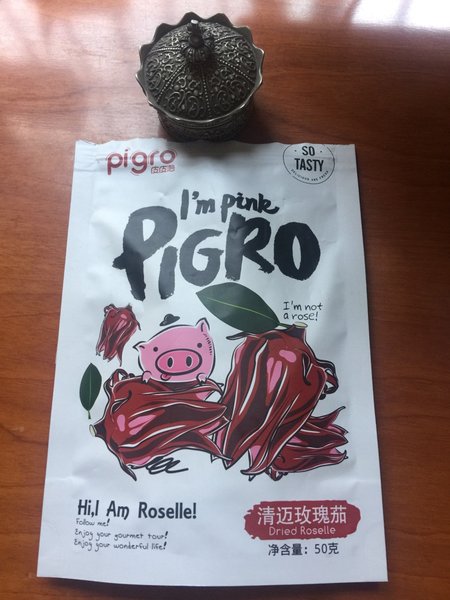 pigro
SO
TASTY
I'm pink
PIGRO
I'm not
a rose!
Hi,I Am Roselle!
Follow me!
Enjoy your gourmet tour!
Enjoy your wonderful life!
清迈玫瑰茄
Dried Roselle
净含量：50克